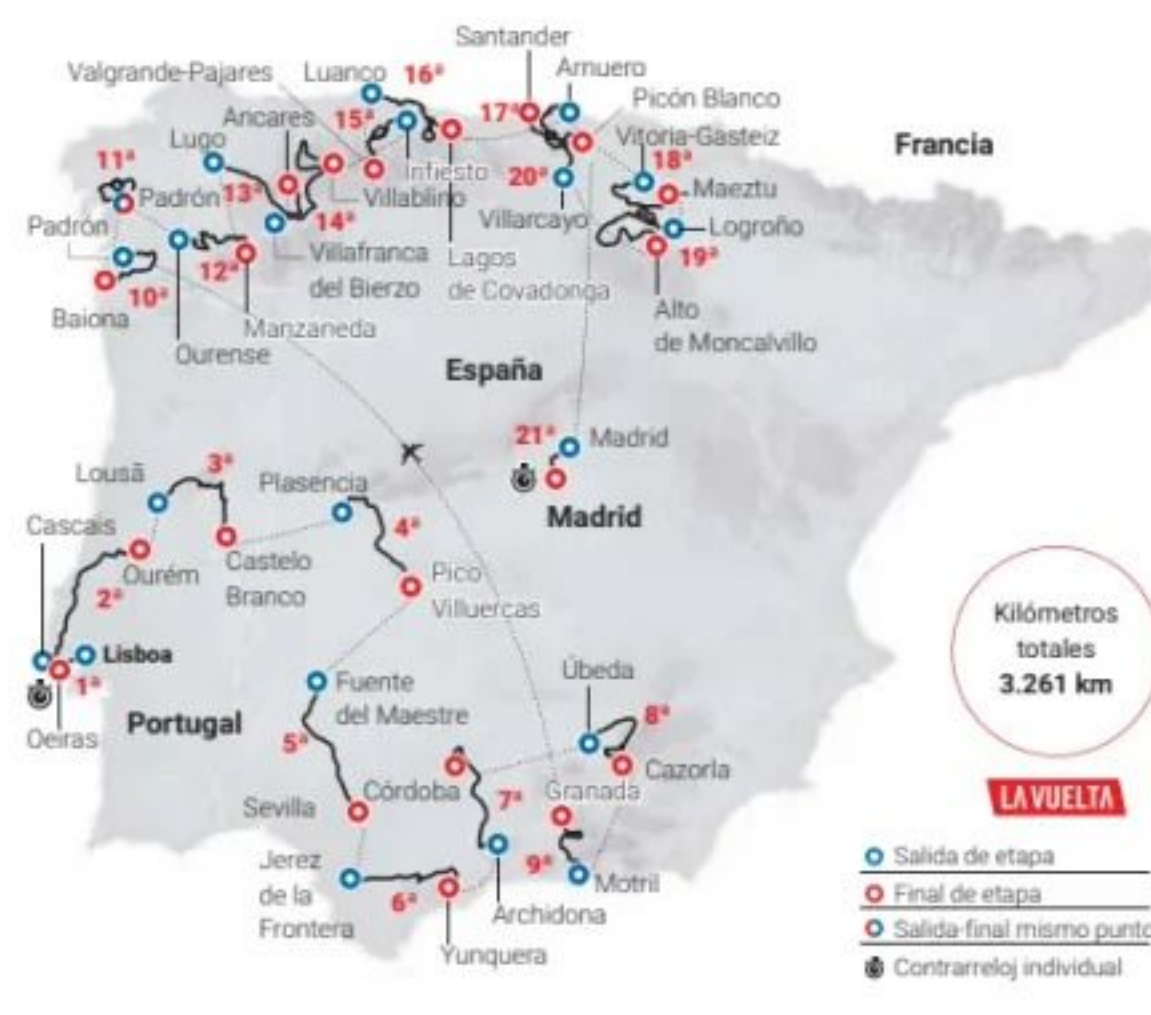 Santander
Valgrande-Pajares
Luanco
16ª
Arnuero
Ancares
15ª
17ª
Picón Blanco
Lugo
Vitoria-Gasteiz
Francia
11ª
18ª
Padrón
13ª
Infiesto
20ª
Maeztu
Villablino
Padrón
14ª
Villarcayo
Logroño
12ª
Villafranca
del Bierzo
Lagos
de Covadonga
19ª
10ª
Baiona
Manzaneda
Alto
de Moncalvillo
Ourense
España
21ª
Madrid
Lousã
3ª
Plasencia
Madrid
Cascais
4ª
Ourém
Castelo
Branco
Pico
Villuercas
2ª
Kilómetros
totales
3.261 km
Lisboa
1ª
Úbeda
Fuente
del Maestre
8ª
Oeiras
Portugal
5ª
Cazorla
Córdoba
7ª
Granada
Sevilla
LA VUELTA
Jerez
de la
Frontera
9ª
Motril
6ª
Archidona
Yunquera
Salida de etapa
Final de etapa
Salida-final mismo punto
Contrarreloj individual